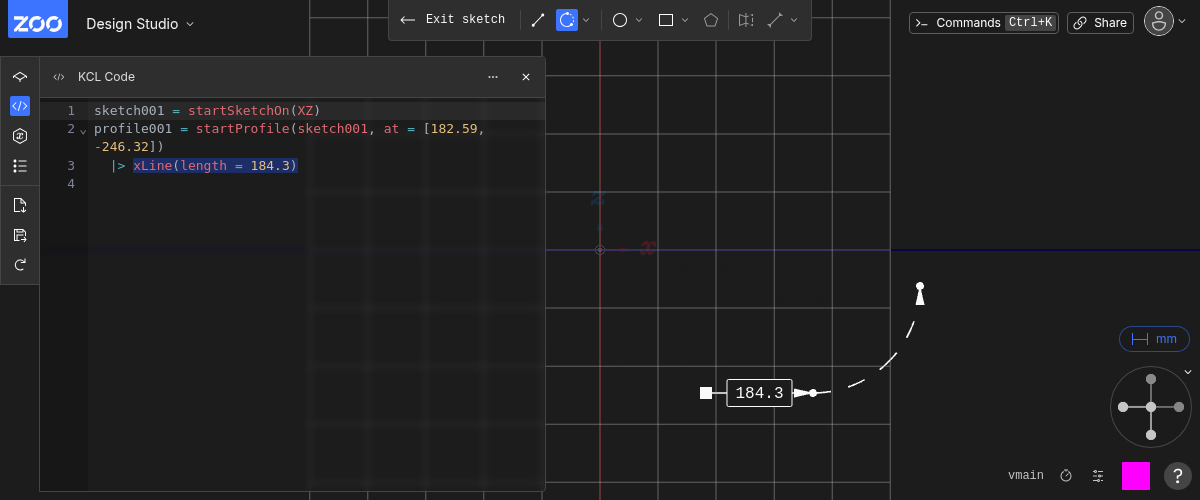 ZOO
Design Studio
Exit sketch
Commands Ctrl+K
Share
KCL Code
1 sketch001 = startSketchOn(XZ)
2 profile001 = startProfile(sketch001, at = [182.59,
-246.32])
3 |> xLine(length = 184.3)
4
z
x
184.3
mm
vmain
?